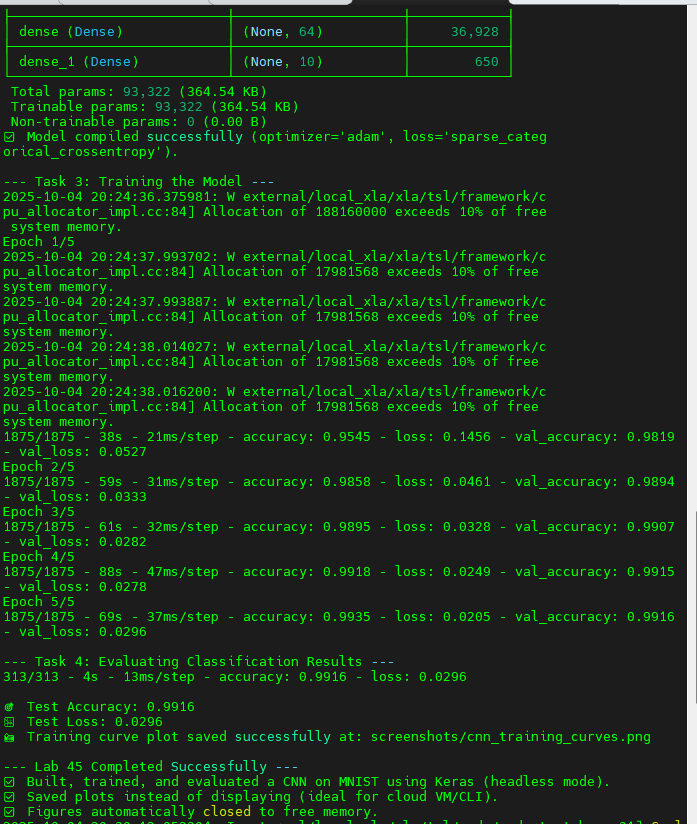 dense (Dense) (None, 64) 36,928
dense_1 (Dense) (None, 10) 650
Total params: 93,322 (364.54 KB)
Trainable params: 93,322 (364.54 KB)
Non-trainable params: 0 (0.00 B)
☑ Model compiled successfully (optimizer='adam', loss='sparse_categ
orical_crossentropy').
--- Task 3: Training the Model ---
2025-10-04 20:24:36.375981: W external/local_xla/xla/tsl/framework/c
pu_allocator_impl.cc:84] Allocation of 188160000 exceeds 10% of free
system memory.
Epoch 1/5
2025-10-04 20:24:37.993702: W external/local_xla/xla/tsl/framework/c
pu_allocator_impl.cc:84] Allocation of 17981568 exceeds 10% of free
system memory.
2025-10-04 20:24:37.993887: W external/local_xla/xla/tsl/framework/c
pu_allocator_impl.cc:84] Allocation of 17981568 exceeds 10% of free
system memory.
2025-10-04 20:24:38.014027: W external/local_xla/xla/tsl/framework/c
pu_allocator_impl.cc:84] Allocation of 17981568 exceeds 10% of free
system memory.
2025-10-04 20:24:38.016200: W external/local_xla/xla/tsl/framework/c
pu_allocator_impl.cc:84] Allocation of 17981568 exceeds 10% of free
system memory.
1875/1875 - 38s - 21ms/step - accuracy: 0.9545 - loss: 0.1456 - val_accuracy: 0.9819
- val_loss: 0.0527
Epoch 2/5
1875/1875 - 59s - 31ms/step - accuracy: 0.9858 - loss: 0.0461 - val_accuracy: 0.9894
- val_loss: 0.0333
Epoch 3/5
1875/1875 - 61s - 32ms/step - accuracy: 0.9895 - loss: 0.0328 - val_accuracy: 0.9907
- val_loss: 0.0282
Epoch 4/5
1875/1875 - 88s - 47ms/step - accuracy: 0.9918 - loss: 0.0249 - val_accuracy: 0.9915
- val_loss: 0.0278
Epoch 5/5
1875/1875 - 69s - 37ms/step - accuracy: 0.9935 - loss: 0.0205 - val_accuracy: 0.9916
- val_loss: 0.0296
--- Task 4: Evaluating Classification Results ---
313/313 - 4s - 13ms/step - accuracy: 0.9916 - loss: 0.0296
Test Accuracy: 0.9916
Test Loss: 0.0296
Training curve plot saved successfully at: screenshots/cnn_training_curves.png
--- Lab 45 Completed Successfully ---
☑ Built, trained, and evaluated a CNN on MNIST using Keras (headless mode).
☑ Saved plots instead of displaying (ideal for cloud VM/CLI).
☑ Figures automatically closed to free memory.